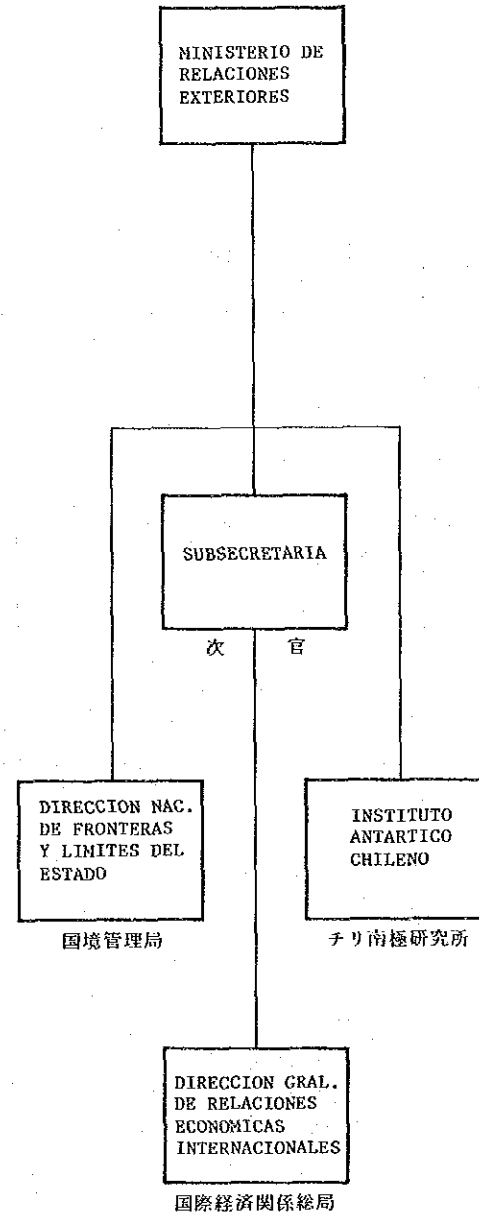 MINISTERIO DE
RELACIONES
EXTERIORES
SUBSECRETARIA
次官
DIRECCION NAC.
DE FRONTERAS
Y LIMITES DEL
ESTADO
国境管理局
INSTITUTO
ANTARTICO
CHILENO
チリ南極研究所
DIRECCION GRAL.
DE RELACIONES
ECONOMICAS
INTERNACIONALES
国際経済関係総局